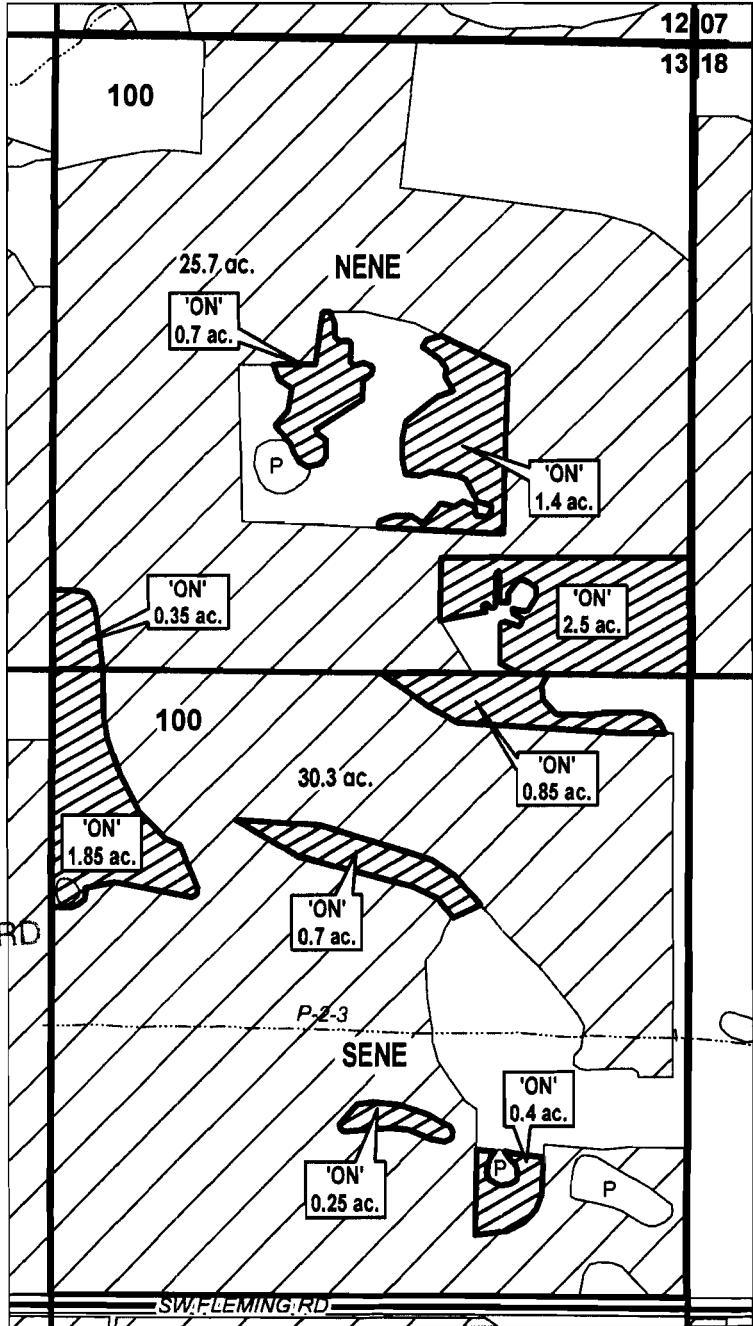 12 07
13 18
100
25.7 ac.
NENE
'ON'
0.7 ac.
P
'ON'
1.4 ac.
'ON'
0.35 ac.
'ON'
2.5 ac.
100
30.3 ac.
'ON'
0.85 ac.
'ON'
1.85 ac.
'ON'
0.7 ac.
RD
P-2-3
SENE
'ON'
0.4 ac.
P
P
'ON'
0.25 ac.
SW FLEMING RD